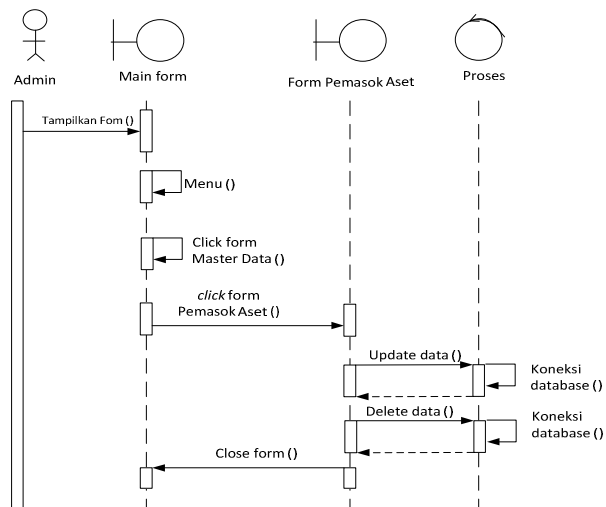 Admin
Main form
Form Pemasok Aset
Proses
Tampilkan Fom ()
Menu ()
Click form
Master Data ()
click form
Pemasok Aset ()
Update data ()
Koneksi
database ()
Delete data ()
Koneksi
database ()
Close form ()